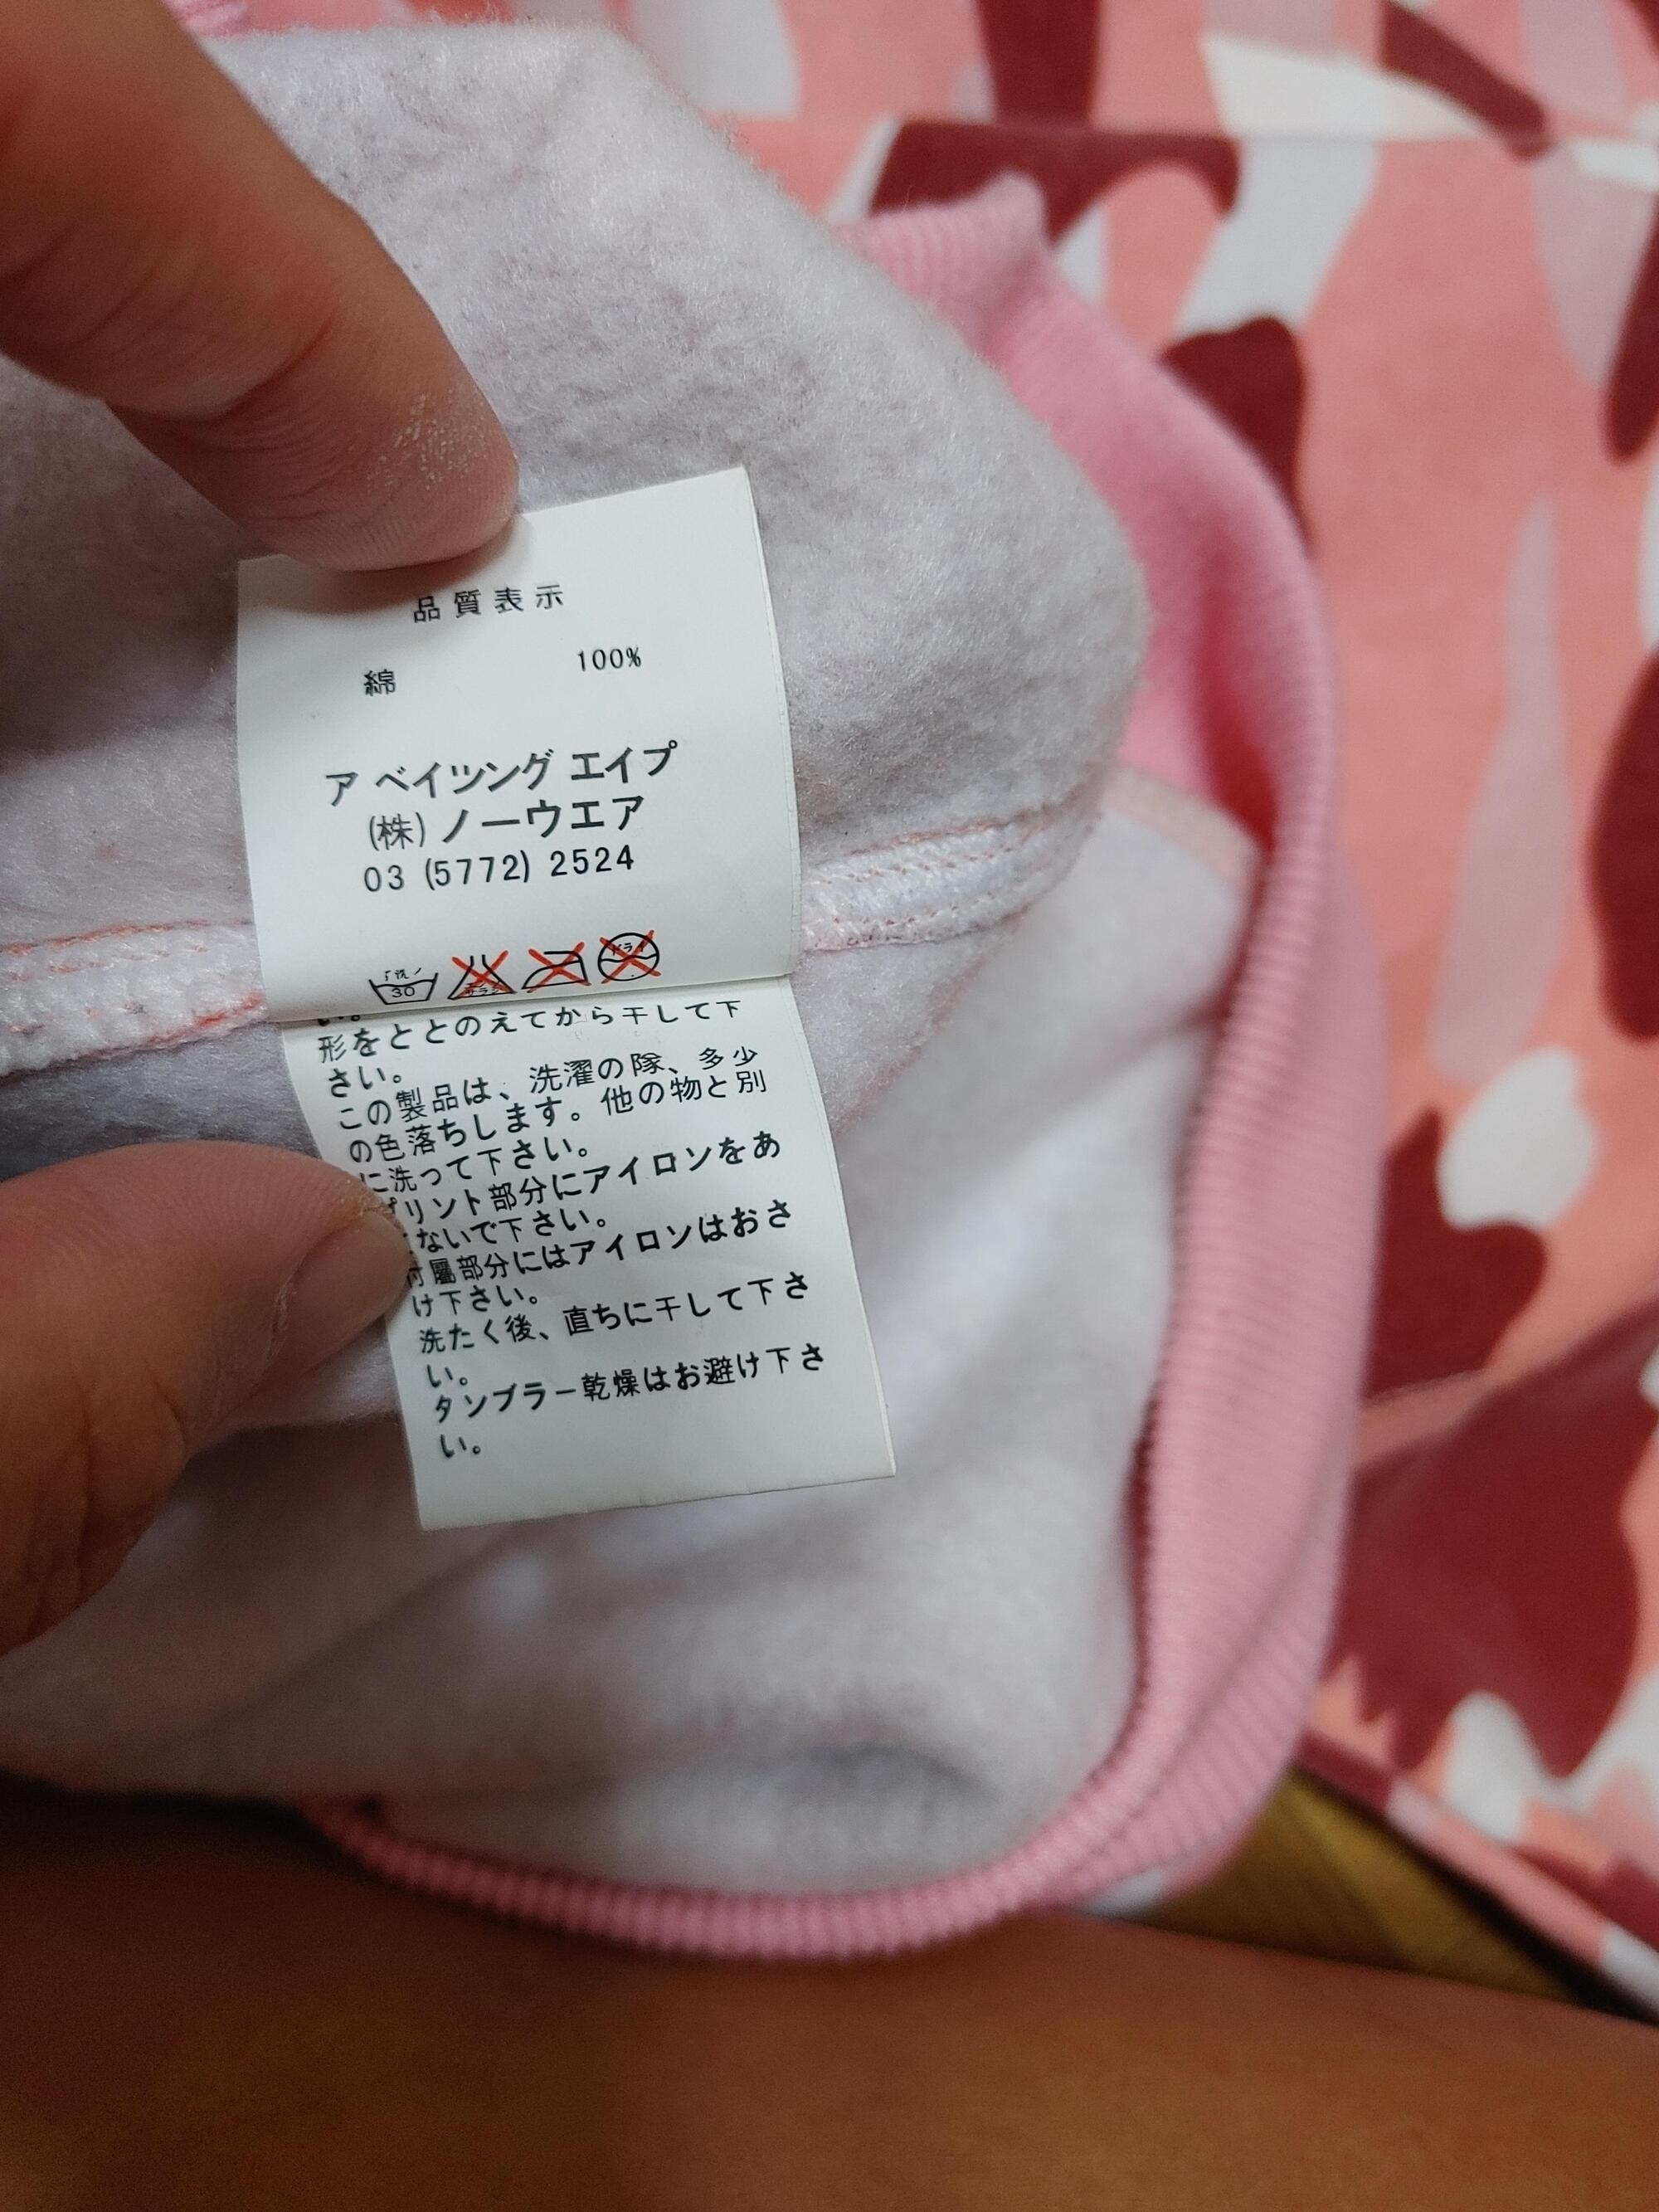 品質表示
綿 100%
ア ベイツング エイプ
(株)ノーウエア
03 (5772) 2524
30
い。
形をととのえてから干して下
さい。
この製品は、洗濯の隊、多少
の色落ちします。他の物と別
に洗って下さい。
プリント部分にアイロンをあ
ないで下さい。
属部分にはアイロンはおさ
け下さい。
洗たく後、直ちに干して下さ
い。
タンブラー乾燥はお避け下さ
い。